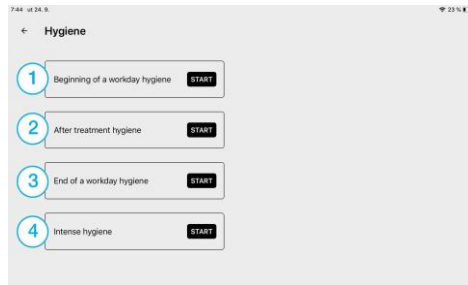 7:44 ut 24. 9. 23 %
← Hygiene
1 Beginning of a workday hygiene START
2 After treatment hygiene START
3 End of a workday hygiene START
4 Intense hygiene START